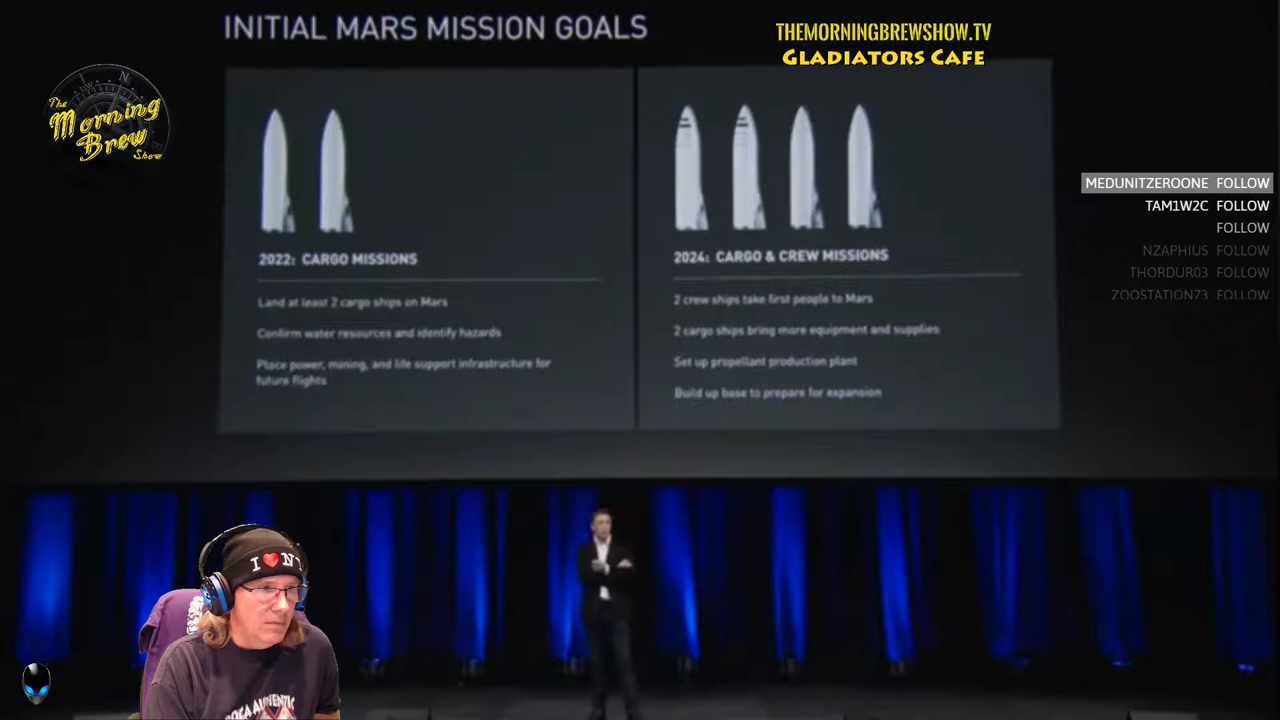 INITIAL MARS MISSION GOALS
THEMORNINGBREWSHOW.TV
GLADIATORS CAFE
The
Morning
Brew
Show
N
MEDUNITZEROONE FOLLOW
TAM1W2C FOLLOW
FOLLOW
NZAPHIUS FOLLOW
THORDUR03 FOLLOW
ZOOSTATION73 FOLLOW
2022: CARGO MISSIONS
Land at least 2 cargo ships on Mars
Confirm water resources and identify hazards
Place power, mining, and life support infrastructure for
future flights
2024: CARGO & CREW MISSIONS
2 crew ships take first people to Mars
2 cargo ships bring more equipment and supplies
Set up propellant production plant
Build up base to prepare for expansion
I ❤ N
AUTHENTIC